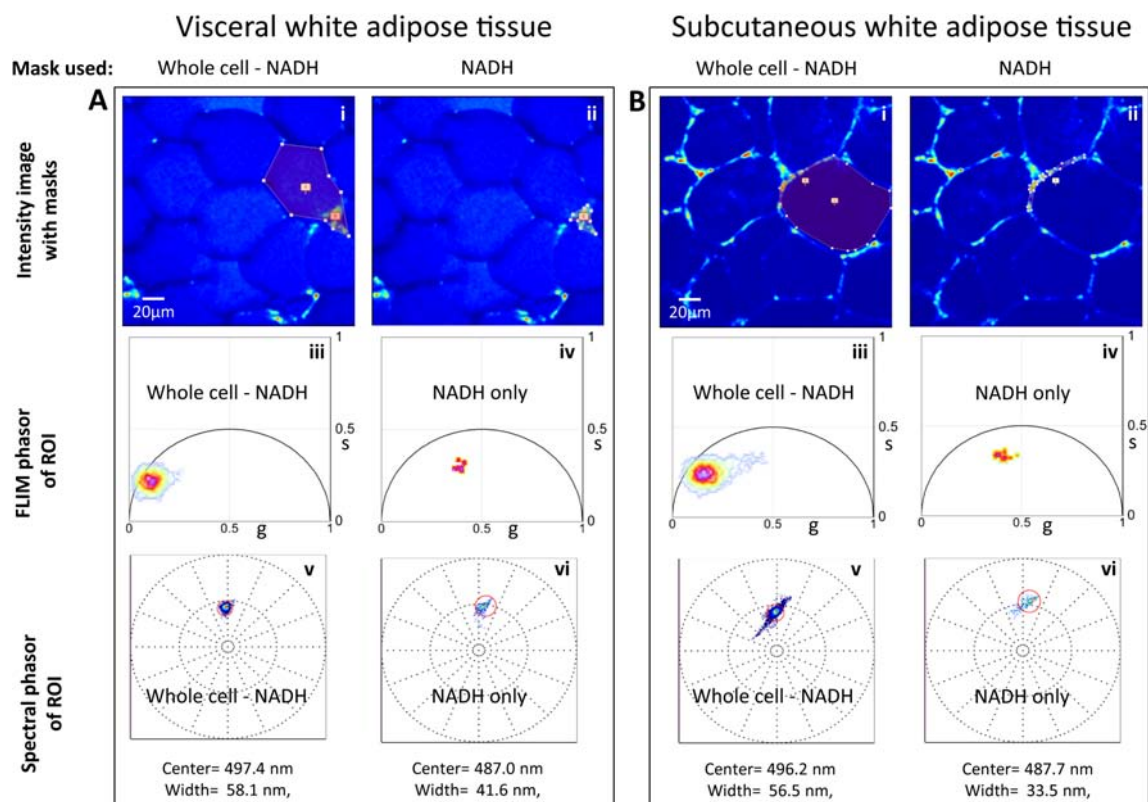 Visceral white adipose tissue
Subcutaneous white adipose tissue
Mask used:
Whole cell - NADH
NADH
Whole cell - NADH
NADH
Intensity image
with masks
A
i
20µm
ii
20µm
B
i
20µm
ii
20µm
FLIM phasor
of ROI
iii
1
Whole cell - NADH
0.5
s
0
0
0.5
g
1
iv
1
NADH only
0.5
s
0
0
0.5
g
1
iii
1
Whole cell - NADH
0.5
s
0
0
0.5
g
1
iv
1
NADH only
0.5
s
0
0
0.5
g
1
Spectral phasor
of ROI
v
Whole cell - NADH
vi
NADH only
v
Whole cell - NADH
vi
NADH only
Center= 497.4 nm
Width= 58.1 nm,
Center= 487.0 nm
Width= 41.6 nm,
Center= 496.2 nm
Width= 56.5 nm,
Center= 487.7 nm
Width= 33.5 nm,